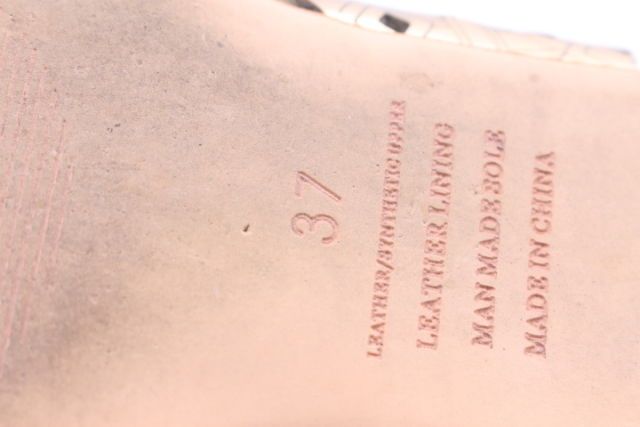 37
LEATHER/SYNTHETIC UPPER
LEATHER LINING
MAN MADE SOLE
MADE IN CHINA